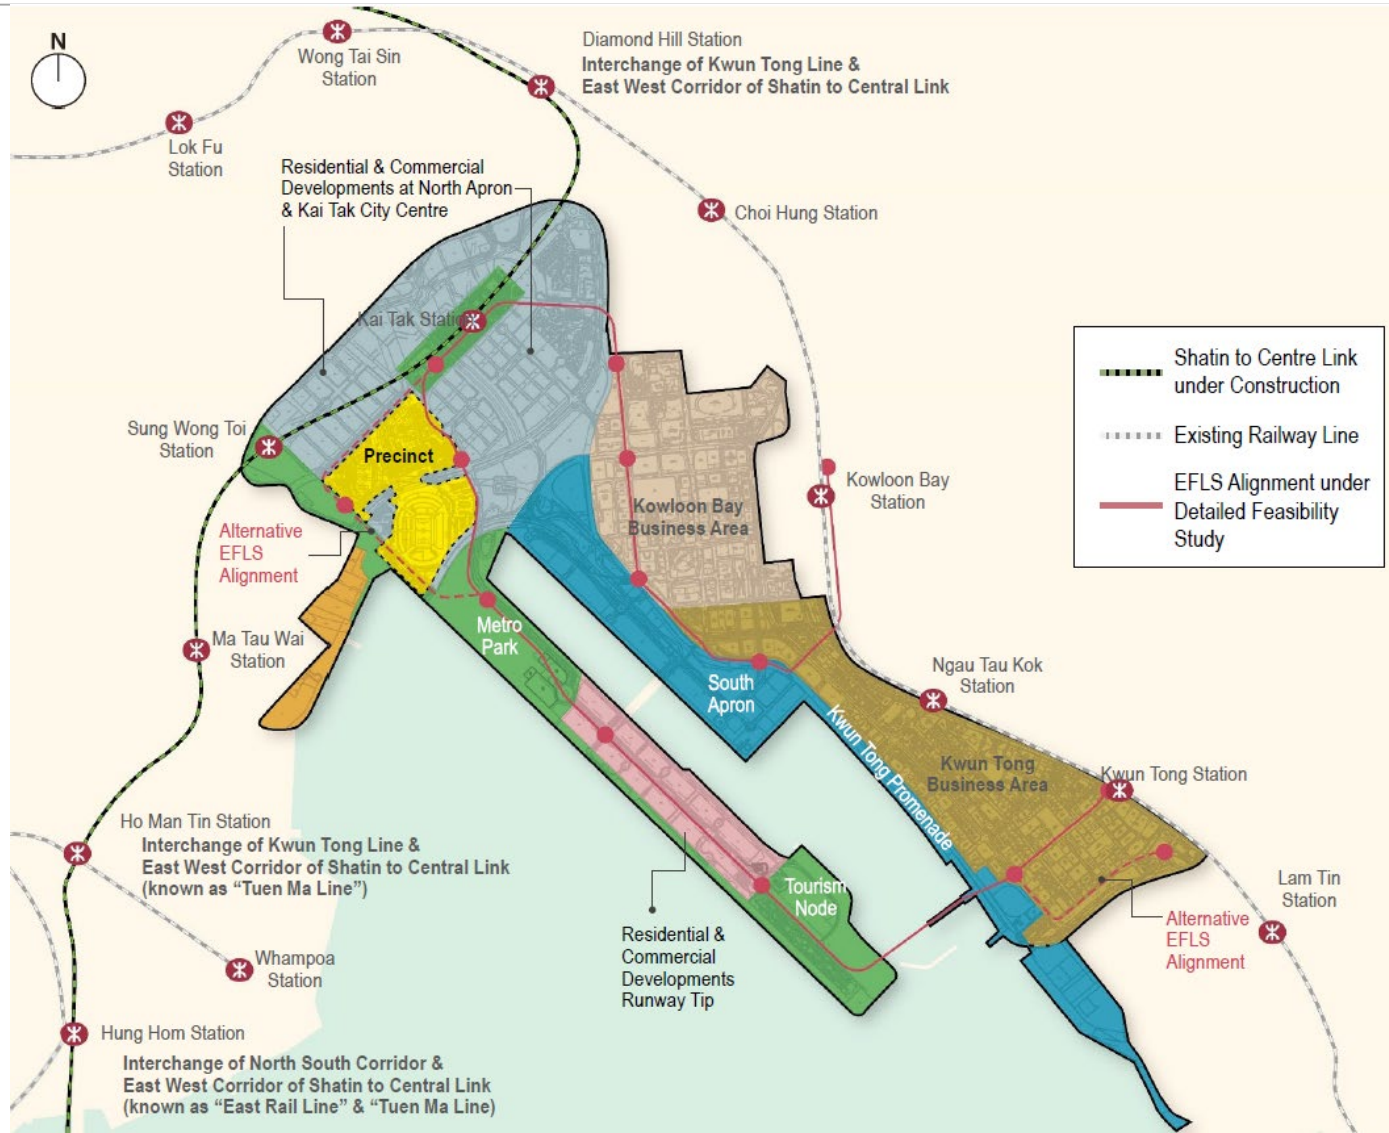 N
Wong Tai Sin
Station
Diamond Hill Station
Interchange of Kwun Tong Line &
East West Corridor of Shatin to Central Link
Lok Fu
Station
Residential & Commercial
Developments at North Apron
& Kai Tak City Centre
Choi Hung Station
Kai Tak Station
Shatin to Centre Link
under Construction
Existing Railway Line
EFLS Alignment under
Detailed Feasibility
Study
Sung Wong Toi
Station
Precinct
Kowloon Bay
Station
Kowloon Bay
Business Area
Alternative
EFLS
Alignment
Metro
Park
Ma Tau Wai
Station
South
Apron
Ngau Tau Kok
Station
Kwun Tong Promenade
Kwun Tong
Business Area
Kwun Tong Station
Ho Man Tin Station
Interchange of Kwun Tong Line &
East West Corridor of Shatin to Central Link
(known as “Tuen Ma Line”)
Tourism
Node
Lam Tin
Station
Alternative
EFLS
Alignment
Residential &
Commercial
Developments
Runway Tip
Whampoa
Station
Hung Hom Station
Interchange of North South Corridor &
East West Corridor of Shatin to Central Link
(known as “East Rail Line” & “Tuen Ma Line)